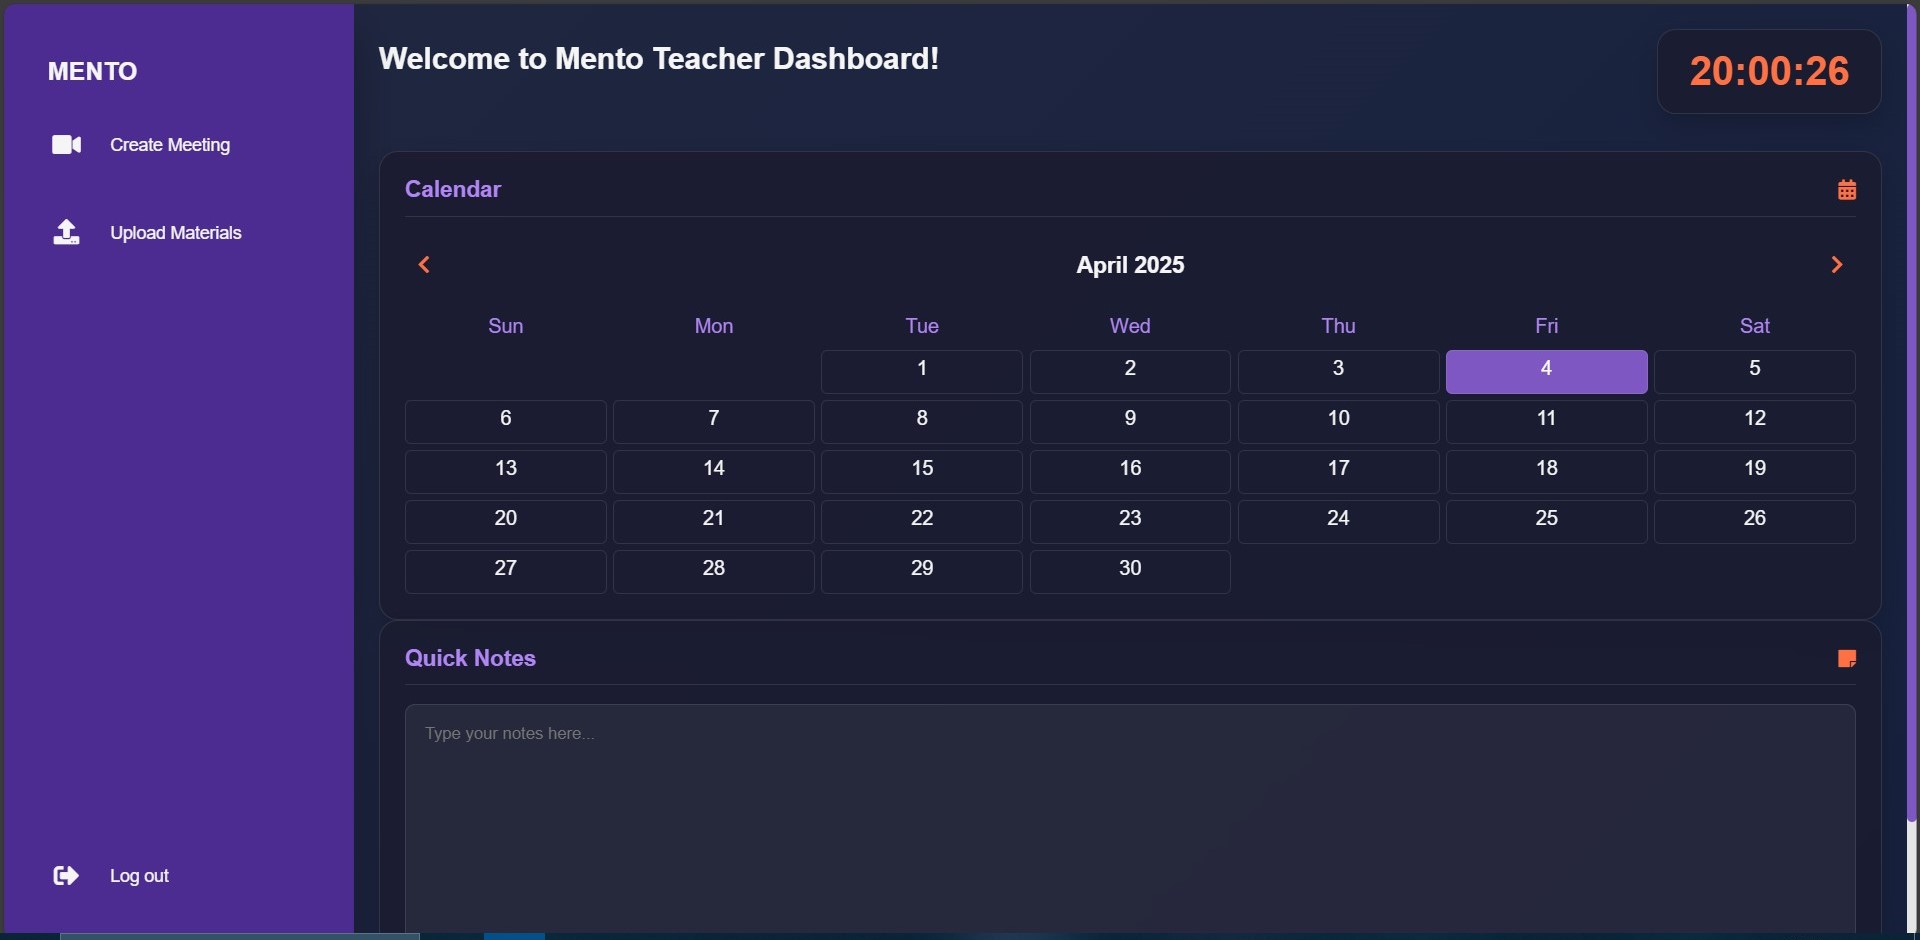 MENTO
Create Meeting
Upload Materials
Log out
Welcome to Mento Teacher Dashboard!
20:00:26
Calendar
April 2025
Sun Mon Tue Wed Thu Fri Sat
1 2 3 4 5
6 7 8 9 10 11 12
13 14 15 16 17 18 19
20 21 22 23 24 25 26
27 28 29 30
Quick Notes
Type your notes here...